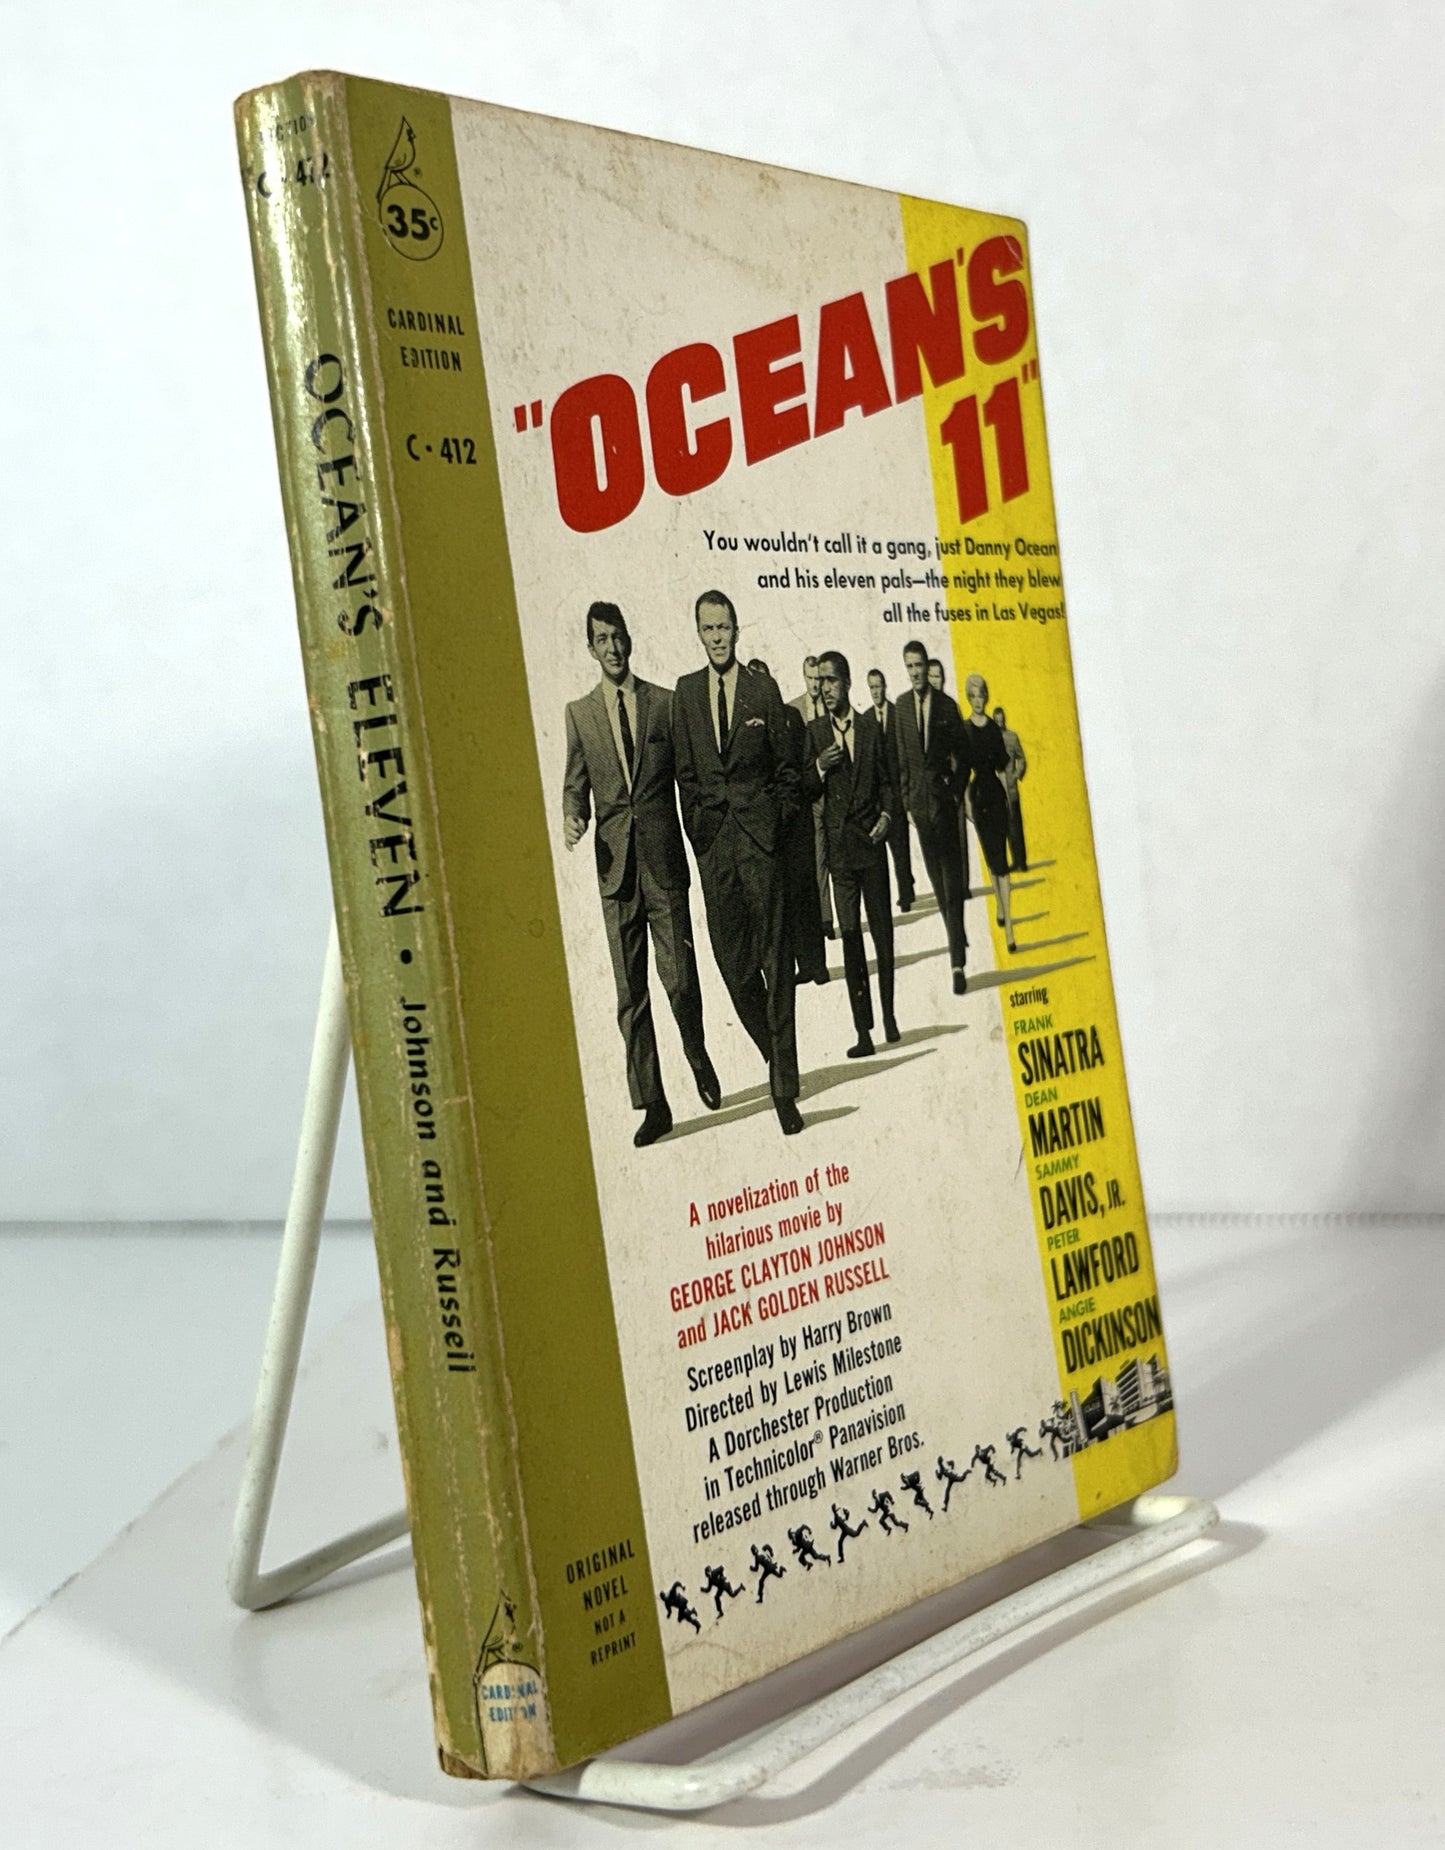 FICTION
C·412
OCEAN'S ELEVEN · Johnson and Russell
CARDINAL
EDITION
35c
CARDINAL
EDITION
C·412
"OCEAN'S
11"
You wouldn't call it a gang, just Danny Ocean
and his eleven pals—the night they blew
all the fuses in Las Vegas!
starring
FRANK
SINATRA
DEAN
MARTIN
SAMMY
DAVIS, JR.
PETER
LAWFORD
ANGIE
DICKINSON
A novelization of the
hilarious movie by
GEORGE CLAYTON JOHNSON
and JACK GOLDEN RUSSELL
Screenplay by Harry Brown
Directed by Lewis Milestone
A Dorchester Production
in Technicolor® Panavision
released through Warner Bros.
ORIGINAL
NOVEL
NOT A
REPRINT